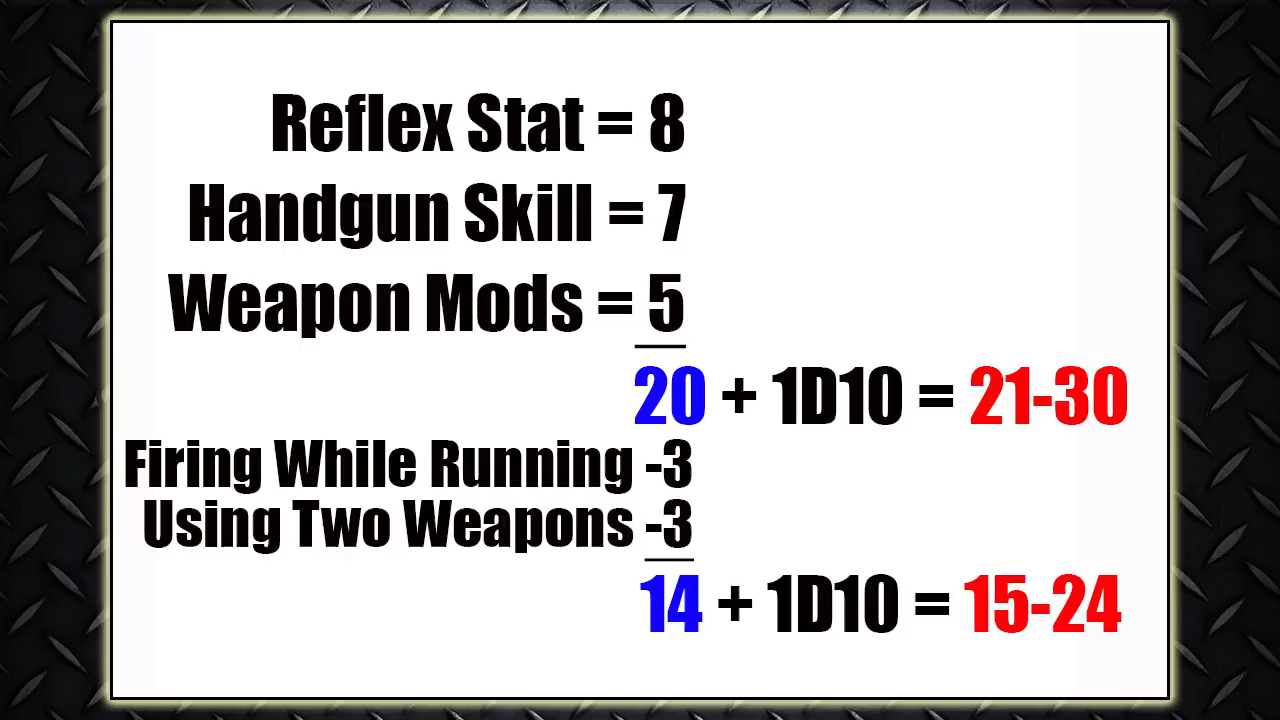 Reflex Stat = 8
Handgun Skill = 7
Weapon Mods = 5
20 + 1D10 = 21-30
Firing While Running -3
Using Two Weapons -3
14 + 1D10 = 15-24